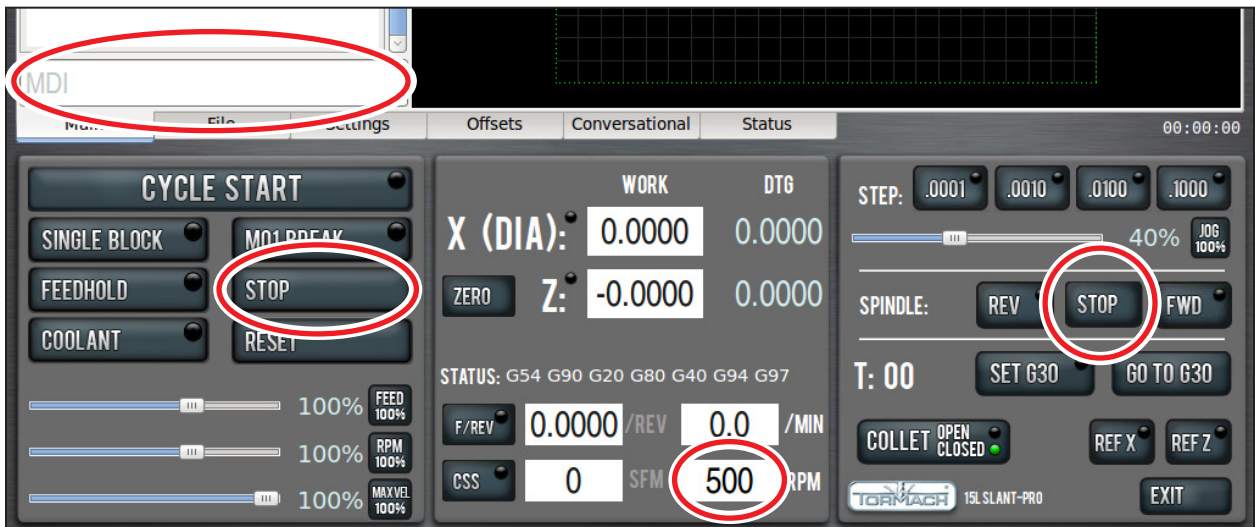 MDI
Main File Settings Offsets Conversational Status 00:00:00
CYCLE START
SINGLE BLOCK M01 BREAK
FEEDHOLD STOP
COOLANT RESET
100% FEED 100%
100% RPM 100%
100% MAXVEL 100%
WORK DTG
X (DIA): 0.0000 0.0000
ZERO Z: -0.0000 0.0000
STATUS: G54 G90 G20 G80 G40 G94 G97
F/REV 0.0000 /REV 0.0 /MIN
CSS 0 SFM 500 RPM
STEP: .0001 .0010 .0100 .1000
40% JOG 100%
SPINDLE: REV STOP FWD
T: 00 SET G30 GO TO G30
COLLET OPEN CLOSED REF X REF Z
TORMACH 15L SLANT-PRO EXIT